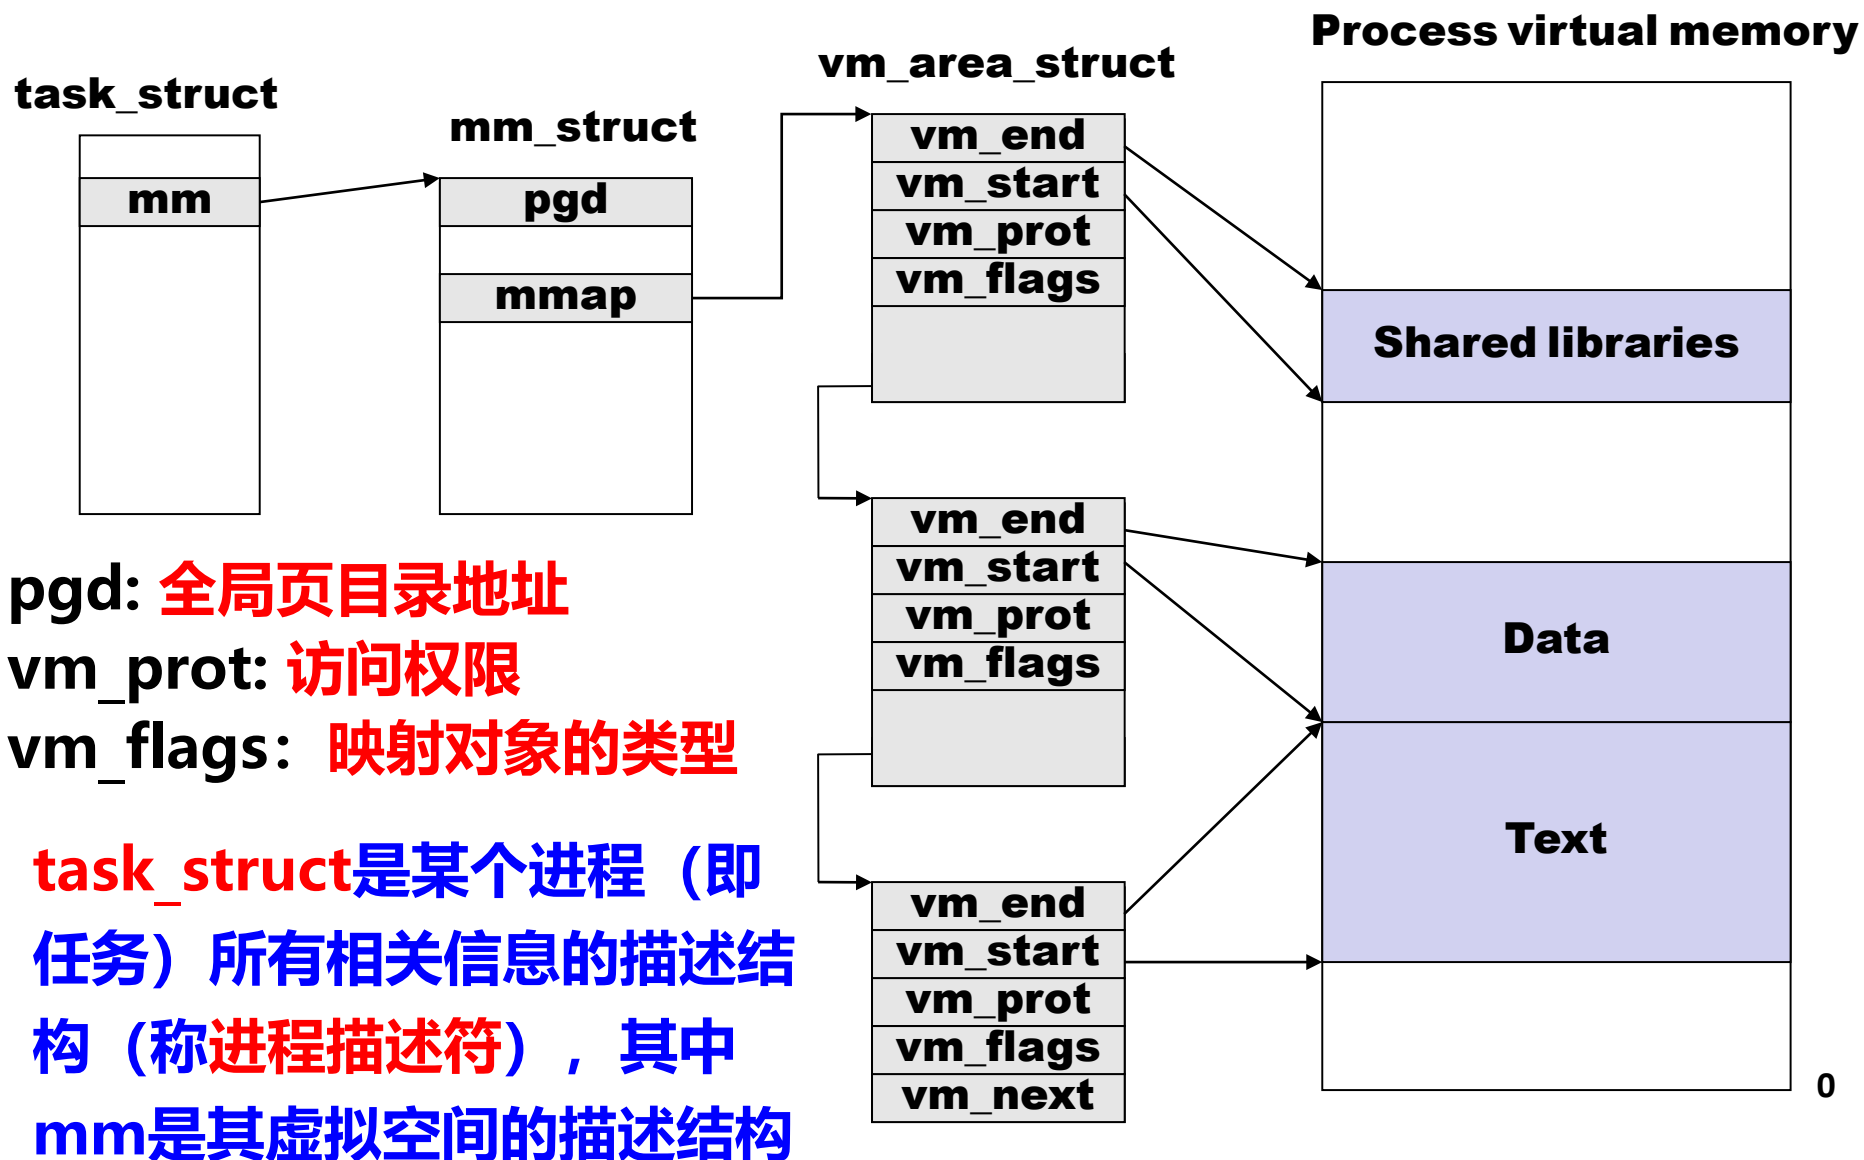 Process virtual memory
vm_area_struct
task_struct
mm_struct
mm
pgd
mmap
vm_end
vm_start
vm_prot
vm_flags
vm_end
vm_start
vm_prot
vm_flags
vm_end
vm_start
vm_prot
vm_flags
vm_next
Shared libraries
Data
Text
0
pgd: 全局页目录地址
vm_prot: 访问权限
vm_flags：映射对象的类型
task_struct是某个进程（即
任务）所有相关信息的描述结
构（称进程描述符），其中
mm是其虚拟空间的描述结构